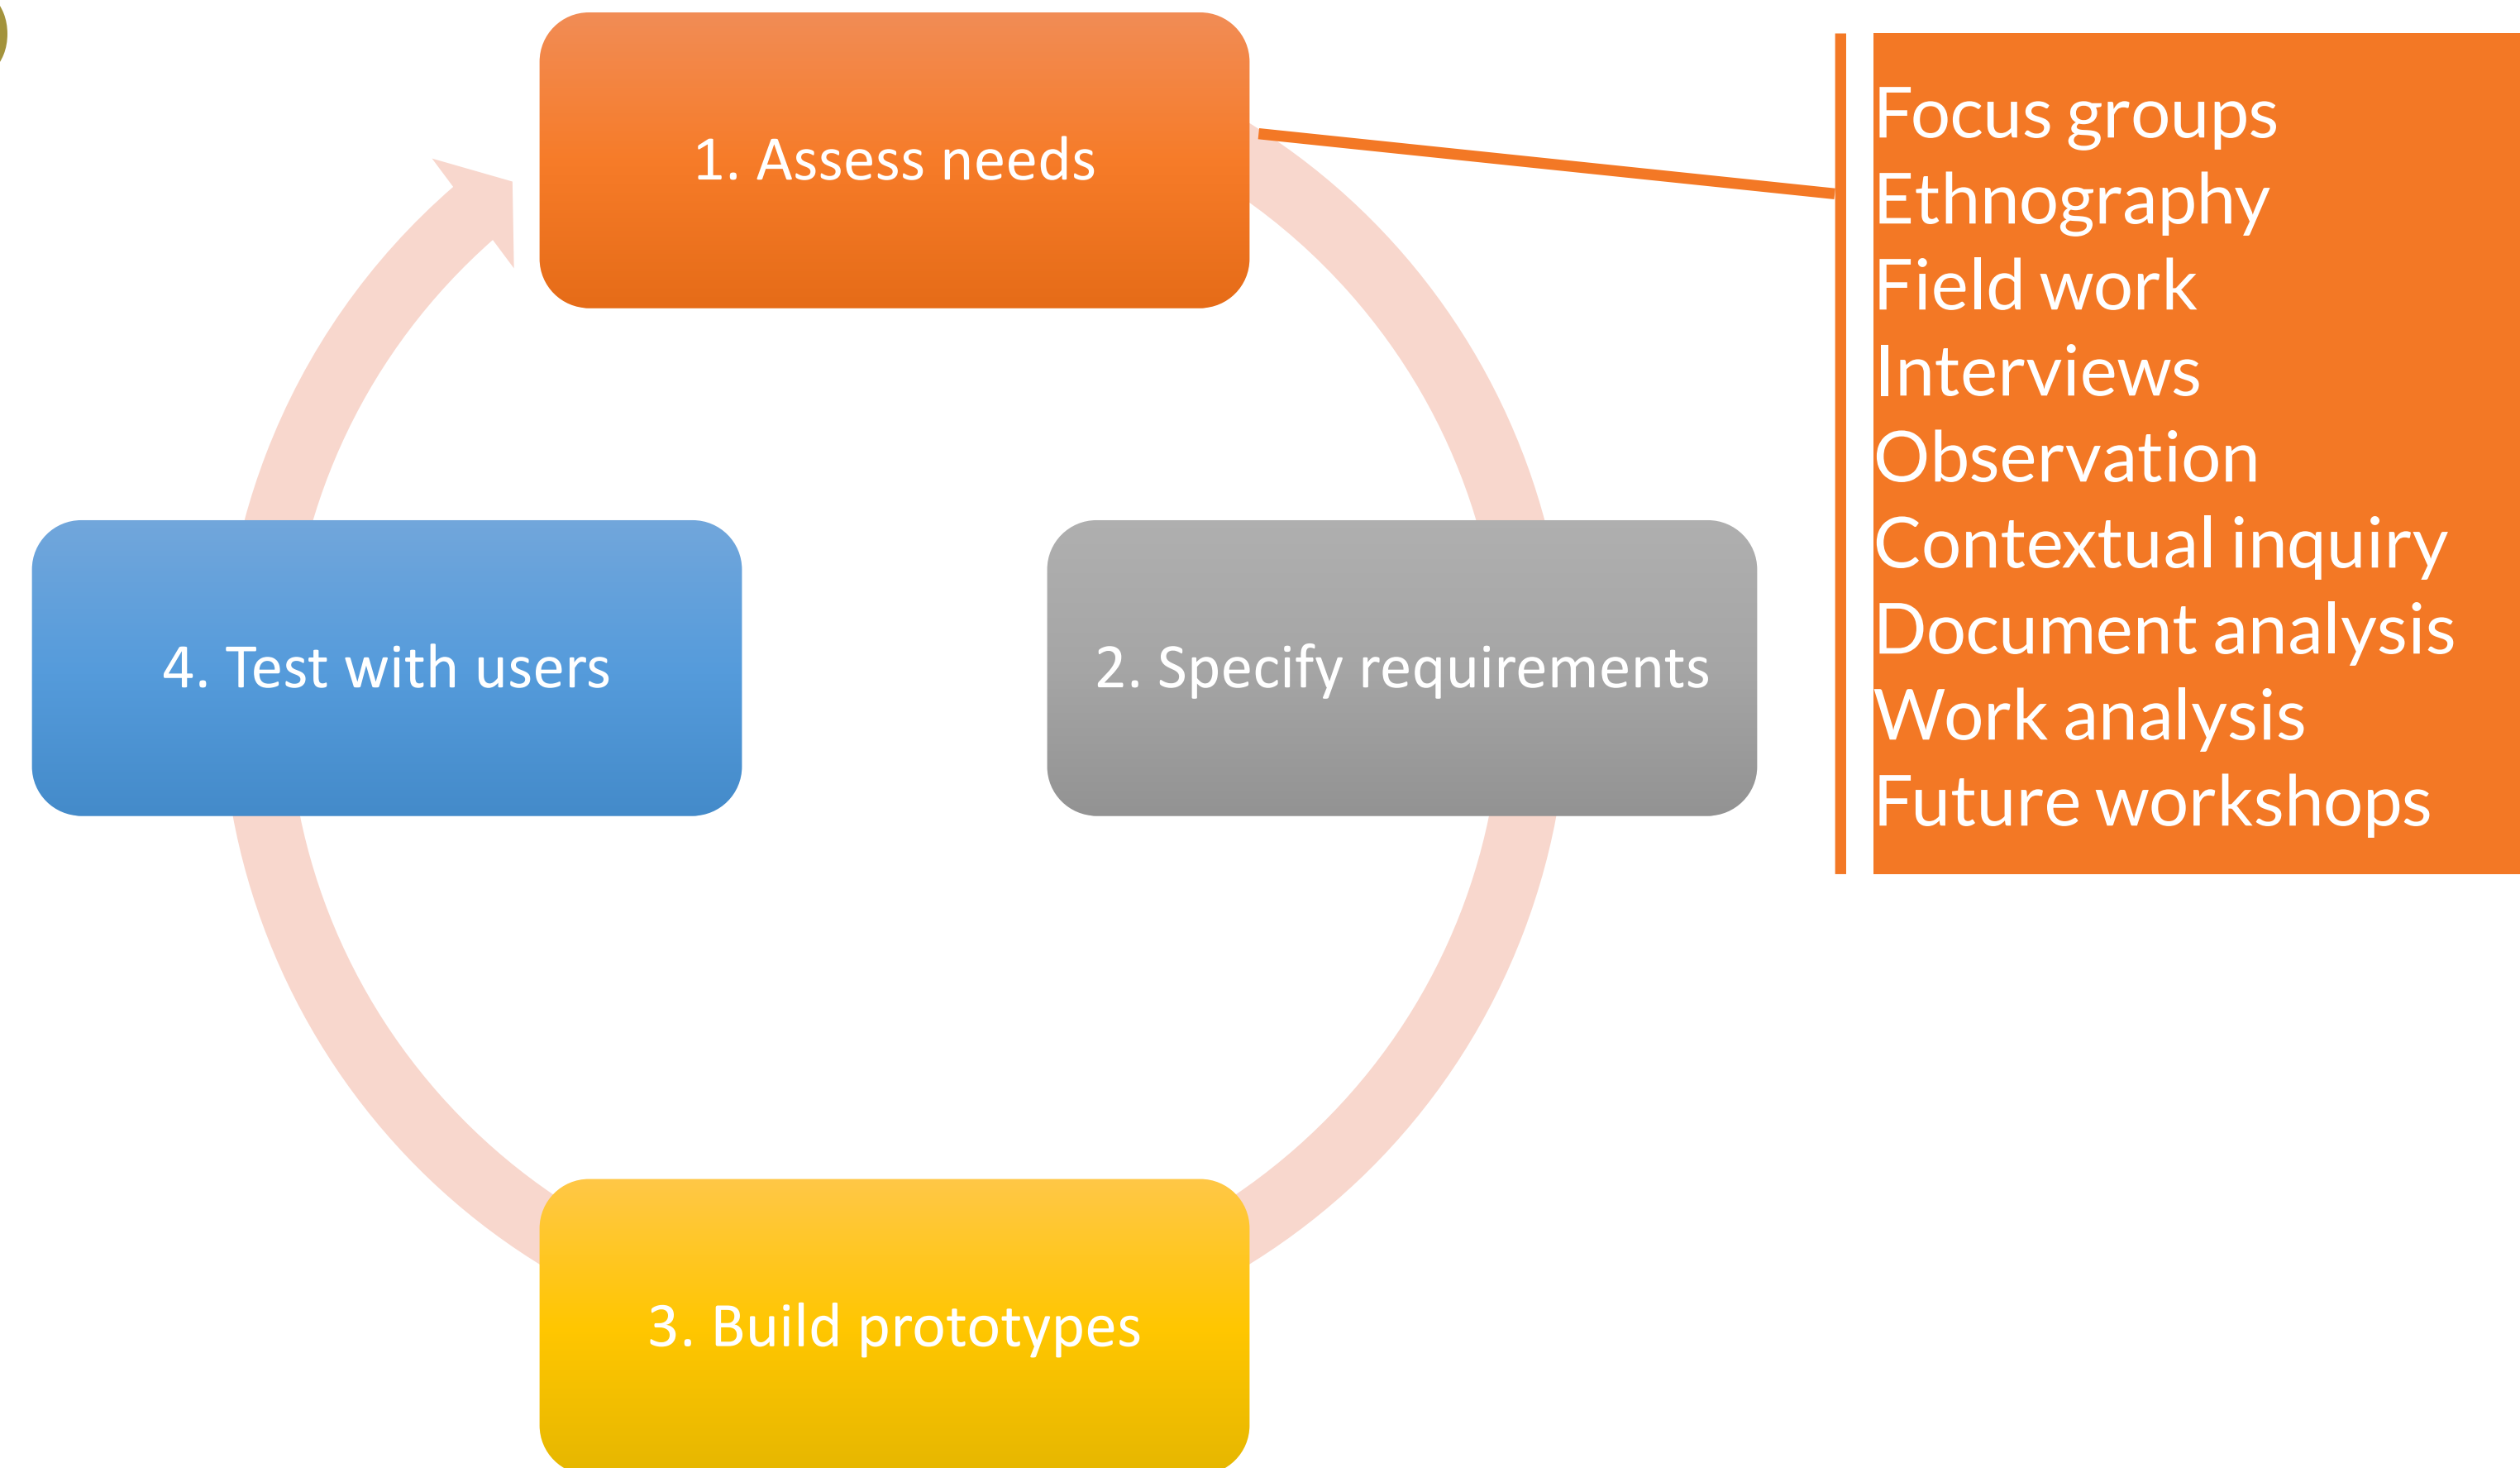 1. Assess needs
2. Specify requirements
3. Build prototypes
4. Test with users
Focus groups
Ethnography
Field work
Interviews
Observation
Contextual inquiry
Document analysis
Work analysis
Future workshops